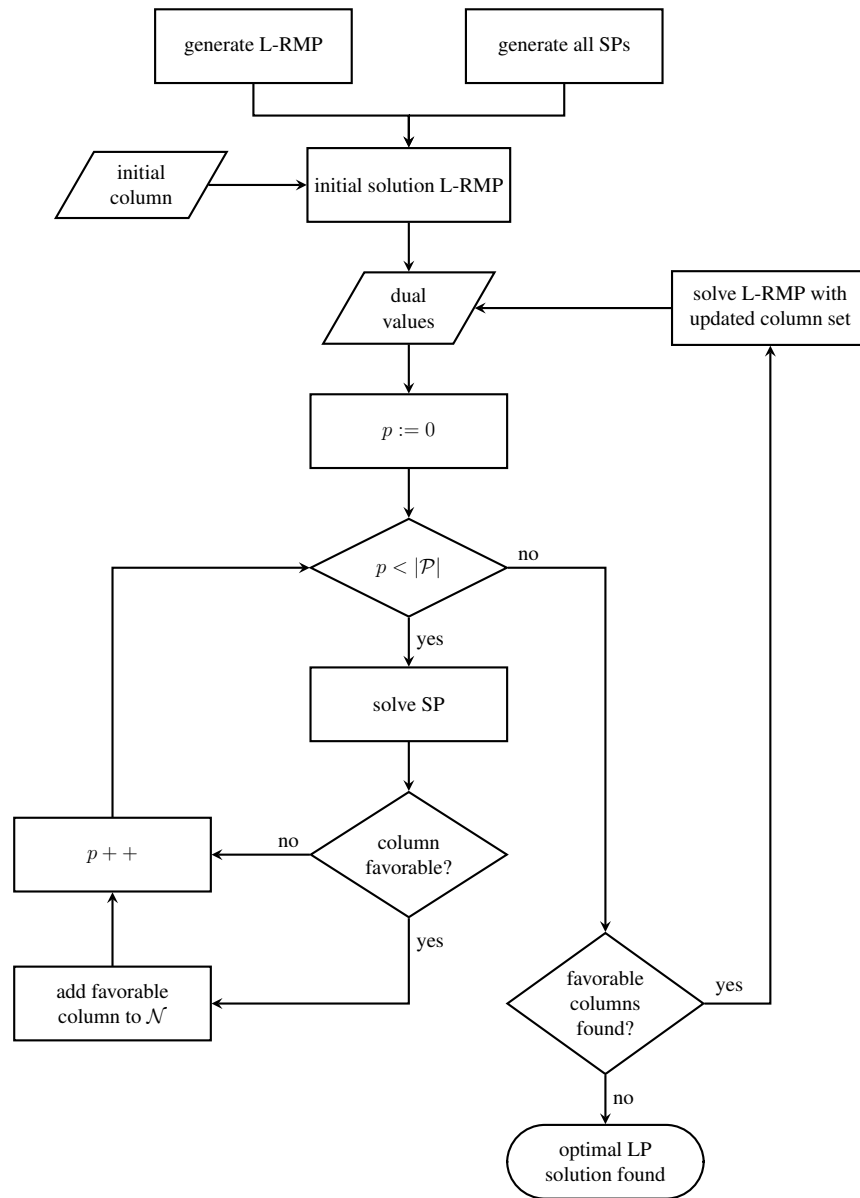 generate L-RMP
generate all SPs
initial
column
initial solution L-RMP
dual
values
solve L-RMP with
updated column set
p := 0
p < |𝒫|
no
yes
solve SP
p + +
no
column
favorable?
yes
add favorable
column to 𝒩
favorable
columns
found?
yes
no
optimal LP
solution found